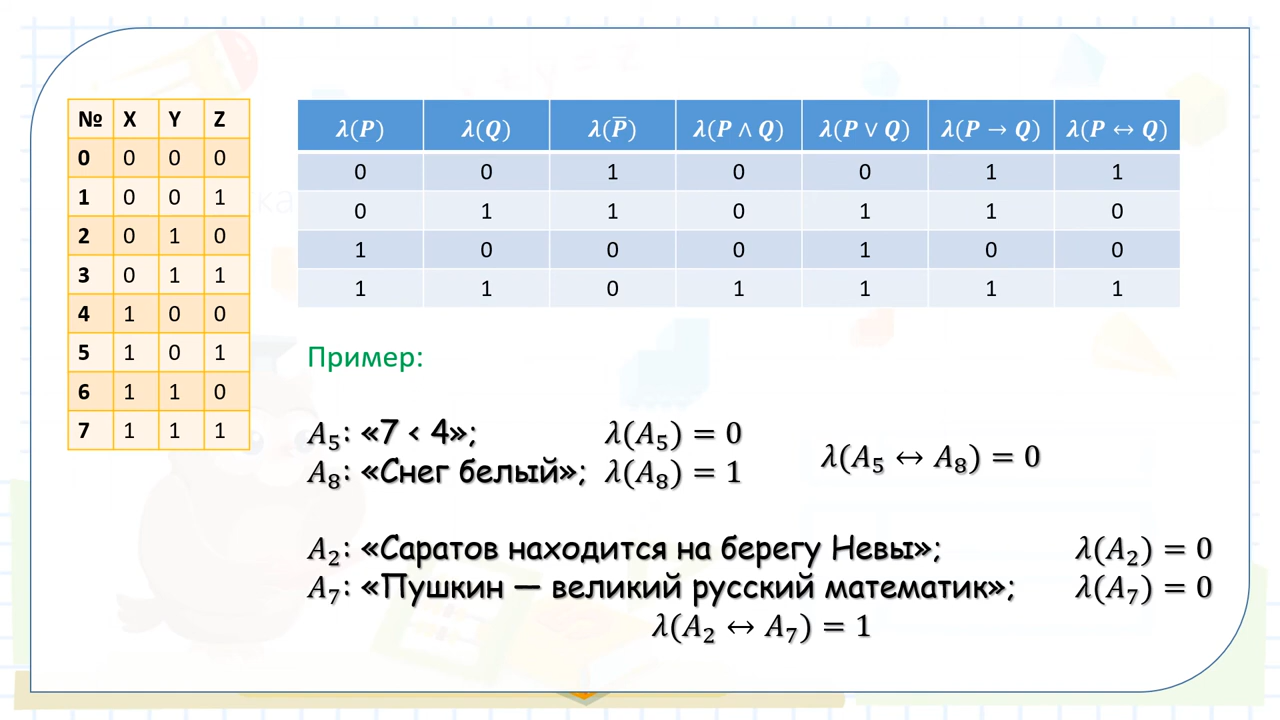 № X Y Z
0 0 0 0
1 0 0 1
2 0 1 0
3 0 1 1
4 1 0 0
5 1 0 1
6 1 1 0
7 1 1 1
λ(P) λ(Q) λ(P̅) λ(P ∧ Q) λ(P ∨ Q) λ(P → Q) λ(P ↔ Q)
0 0 1 0 0 1 1
0 1 1 0 1 1 0
1 0 0 0 1 0 0
1 1 0 1 1 1 1
Пример:
A₅: «7 < 4»; λ(A₅) = 0
A₈: «Снег белый»; λ(A₈) = 1
λ(A₅ ↔ A₈) = 0
A₂: «Саратов находится на берегу Невы»; λ(A₂) = 0
A₇: «Пушкин — великий русский математик»; λ(A₇) = 0
λ(A₂ ↔ A₇) = 1